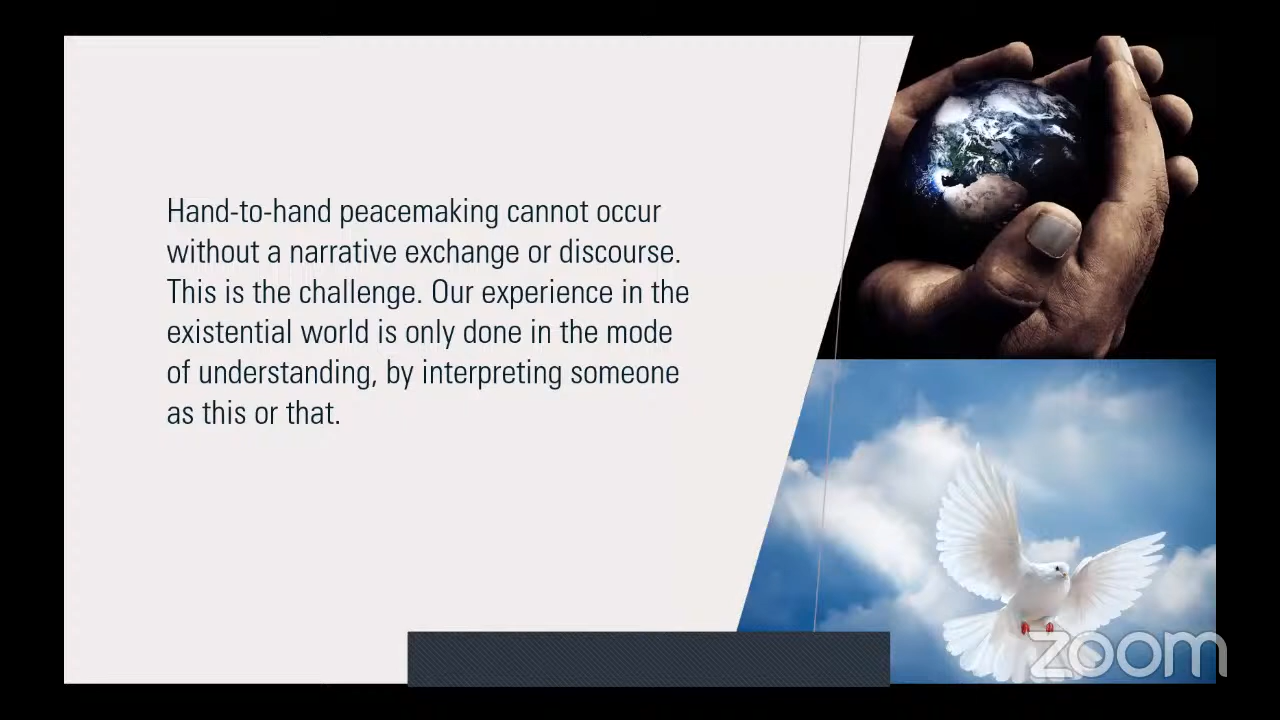 Hand-to-hand peacemaking cannot occur
without a narrative exchange or discourse.
This is the challenge. Our experience in the
existential world is only done in the mode
of understanding, by interpreting someone
as this or that.
zoom